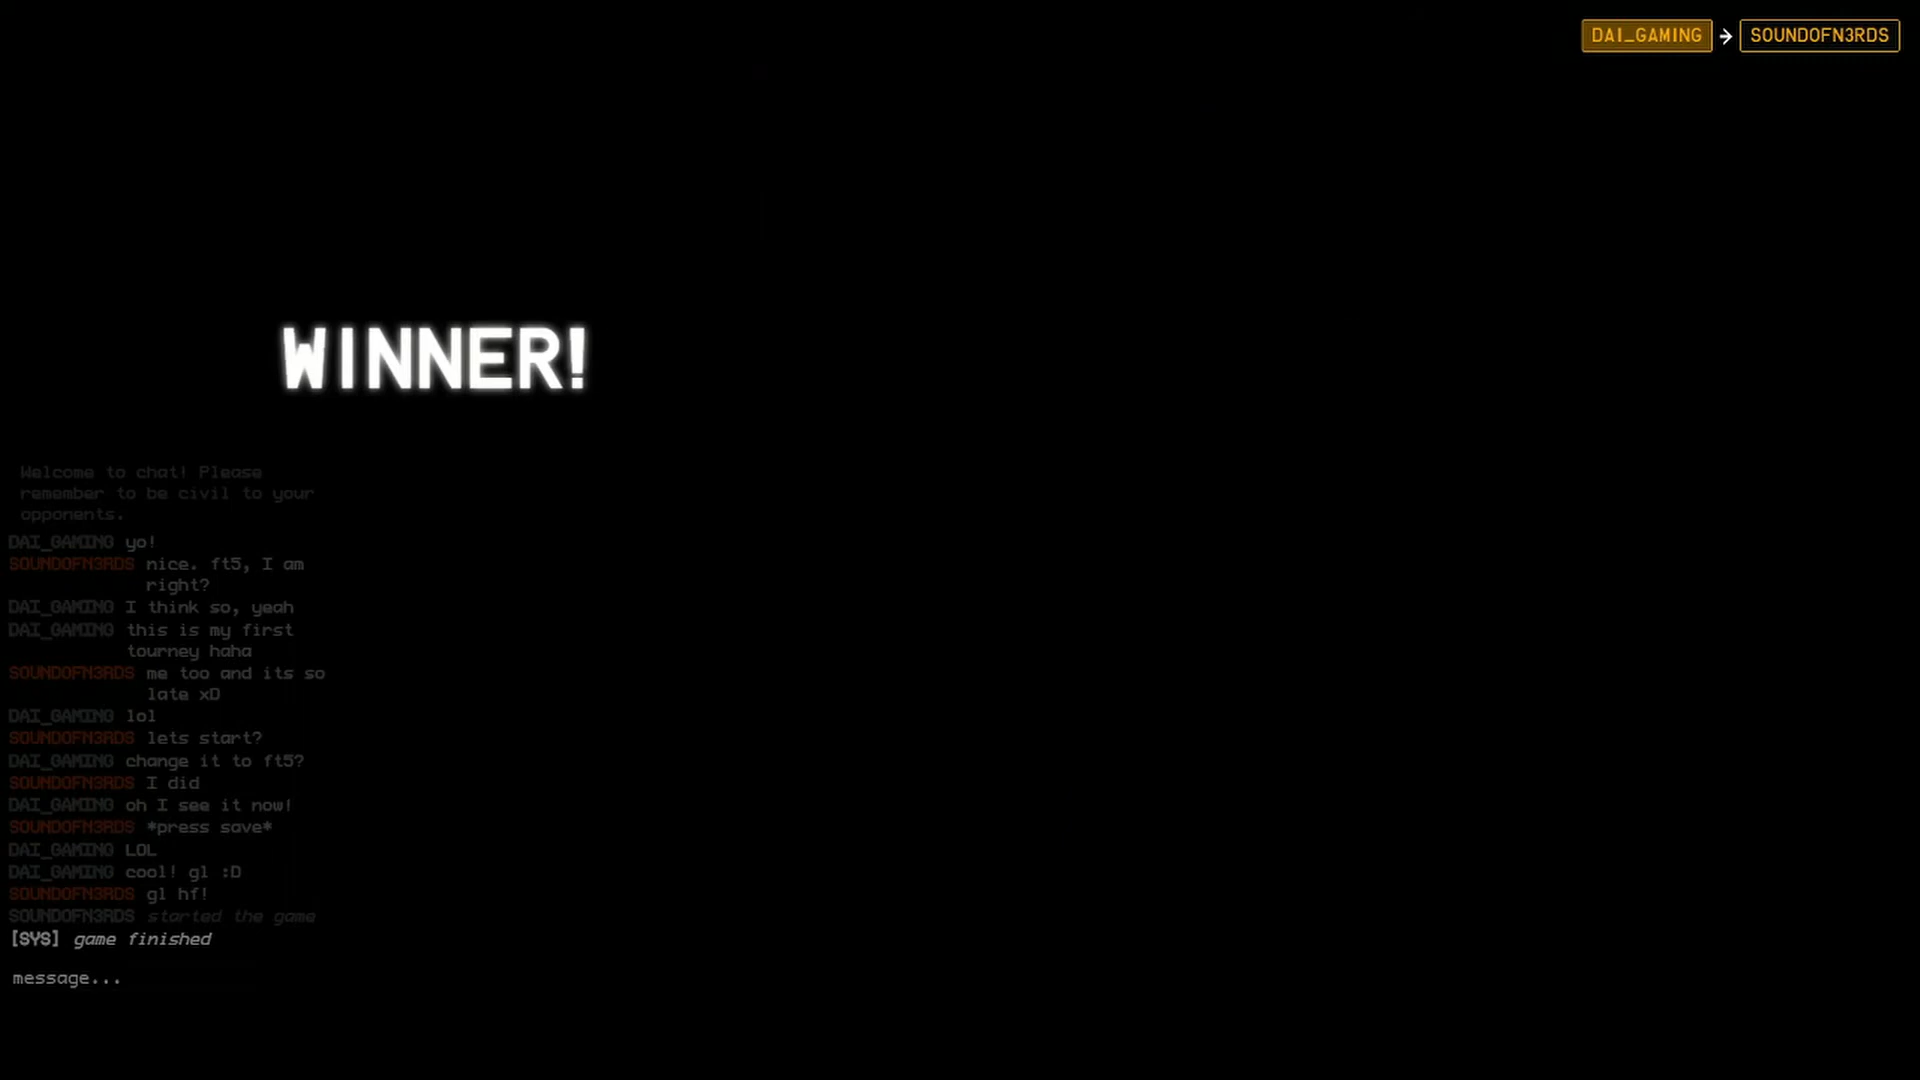 DAI_GAMING → SOUNDOFN3RDS
WINNER!
Welcome to chat! Please
remember to be civil to your
opponents.
DAI_GAMING yo!
SOUNDOFN3RDS nice. ft5, I am
right?
DAI_GAMING I think so, yeah
DAI_GAMING this is my first
tourney haha
SOUNDOFN3RDS me too and its so
late xD
DAI_GAMING lol
SOUNDOFN3RDS lets start?
DAI_GAMING change it to ft5?
SOUNDOFN3RDS I did
DAI_GAMING oh I see it now!
SOUNDOFN3RDS *press save*
DAI_GAMING LOL
DAI_GAMING cool! gl :D
SOUNDOFN3RDS gl hf!
SOUNDOFN3RDS started the game
[SYS] game finished
message...